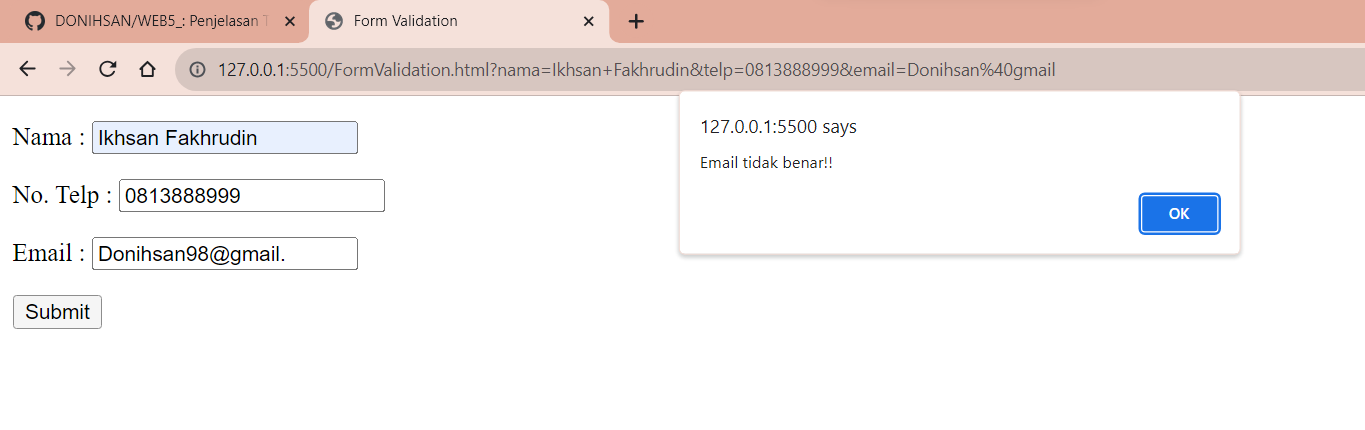 DONIHSAN/WEB5_: Penjelasan T
Form Validation
127.0.0.1:5500/FormValidation.html?nama=Ikhsan+Fakhrudin&telp=0813888999&email=Donihsan%40gmail
127.0.0.1:5500 says
Email tidak benar!!
OK
Nama : Ikhsan Fakhrudin
No. Telp : 0813888999
Email : Donihsan98@gmail.
Submit